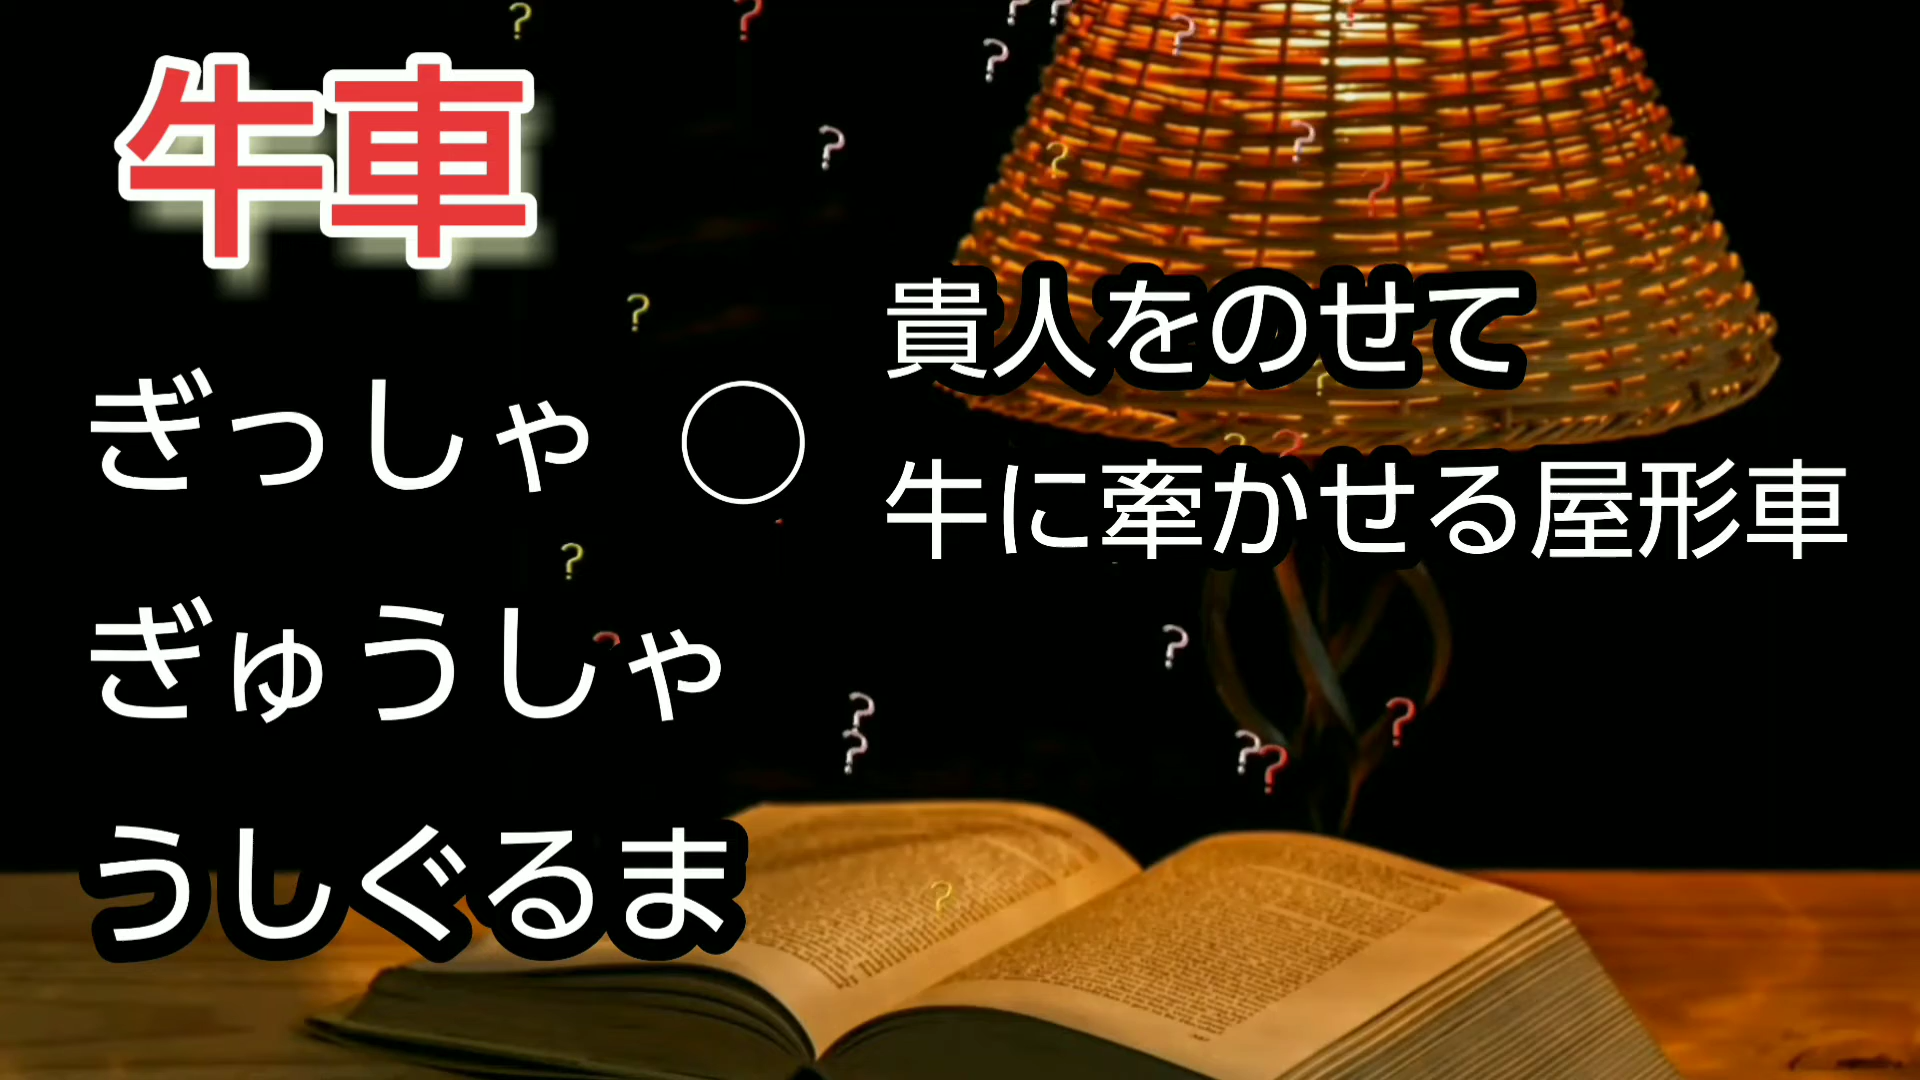 牛車
ぎっしゃ ○
ぎゅうしゃ
うしぐるま
貴人をのせて
牛に牽かせる屋形車